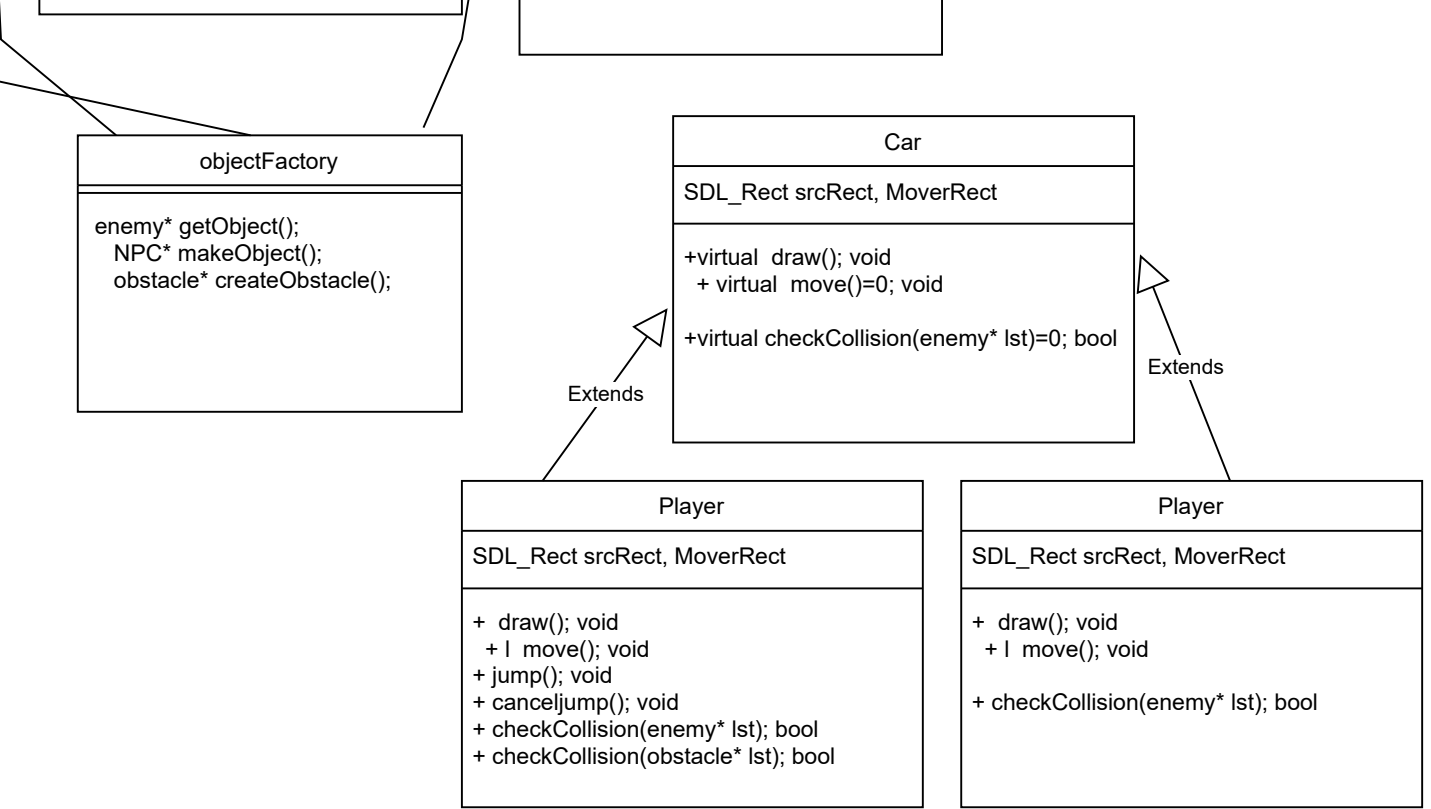 objectFactory
enemy* getObject();
NPC* makeObject();
obstacle* createObstacle();
Car
SDL_Rect srcRect, MoverRect
+virtual  draw(); void
+ virtual  move()=0; void
+virtual checkCollision(enemy* lst)=0; bool
Extends
Extends
Player
SDL_Rect srcRect, MoverRect
+  draw(); void
+ l  move(); void
+ jump(); void
+ canceljump(); void
+ checkCollision(enemy* lst); bool
+ checkCollision(obstacle* lst); bool
Player
SDL_Rect srcRect, MoverRect
+  draw(); void
+ l  move(); void
+ checkCollision(enemy* lst); bool